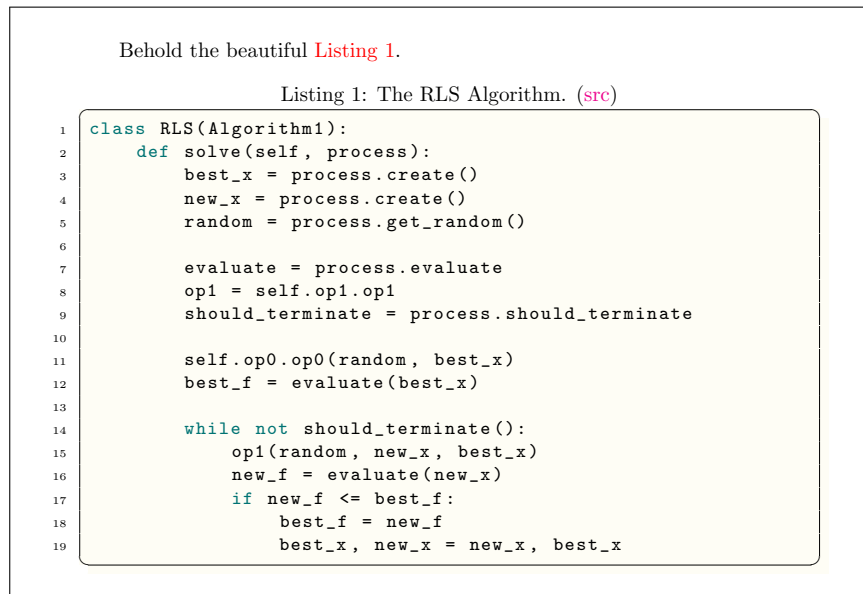 Behold the beautiful Listing 1.
Listing 1: The RLS Algorithm. (src)
1 class RLS(Algorithm1):
2     def solve(self, process):
3         best_x = process.create()
4         new_x = process.create()
5         random = process.get_random()
6
7         evaluate = process.evaluate
8         op1 = self.op1.op1
9         should_terminate = process.should_terminate
10
11         self.op0.op0(random, best_x)
12         best_f = evaluate(best_x)
13
14         while not should_terminate():
15             op1(random, new_x, best_x)
16             new_f = evaluate(new_x)
17             if new_f <= best_f:
18                 best_f = new_f
19                 best_x, new_x = new_x, best_x